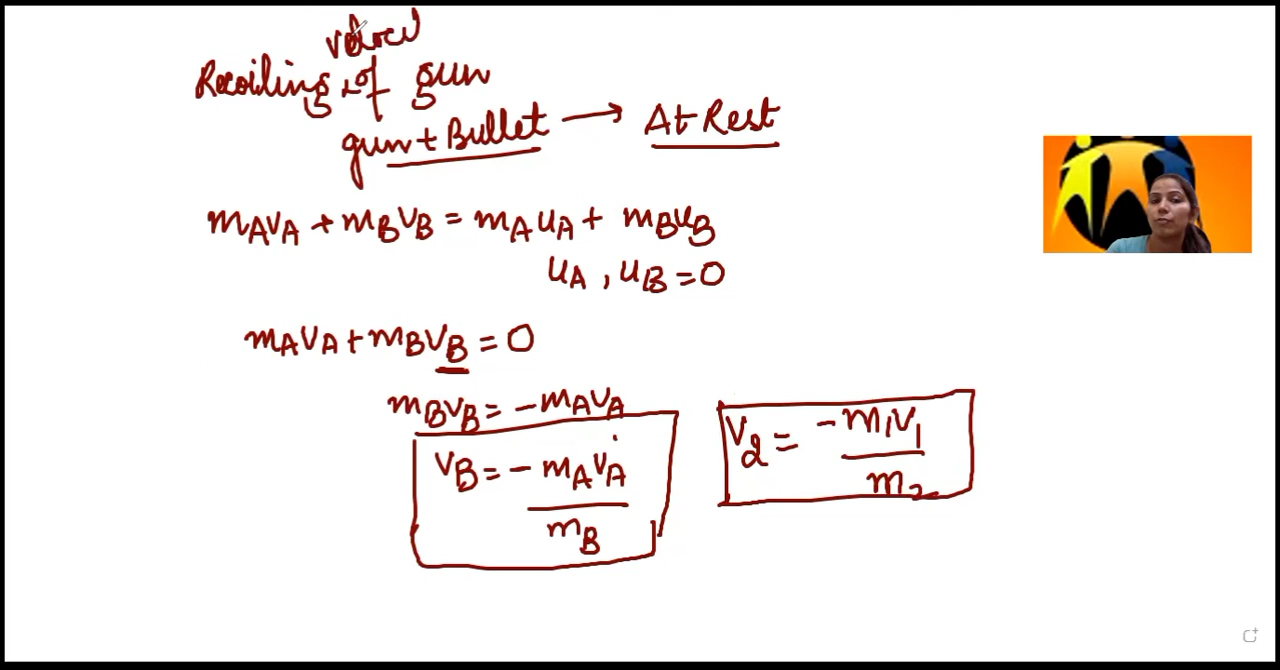 veloci
Recoiling of gun
gun + Bullet → At Rest
mAvA + mBvB = mAuA + mBuB
uA , uB = 0
mAvA + mBvB = 0
mBvB = -mAvA
vB = -mAvA / mB
v2 = -m1v1 / m2